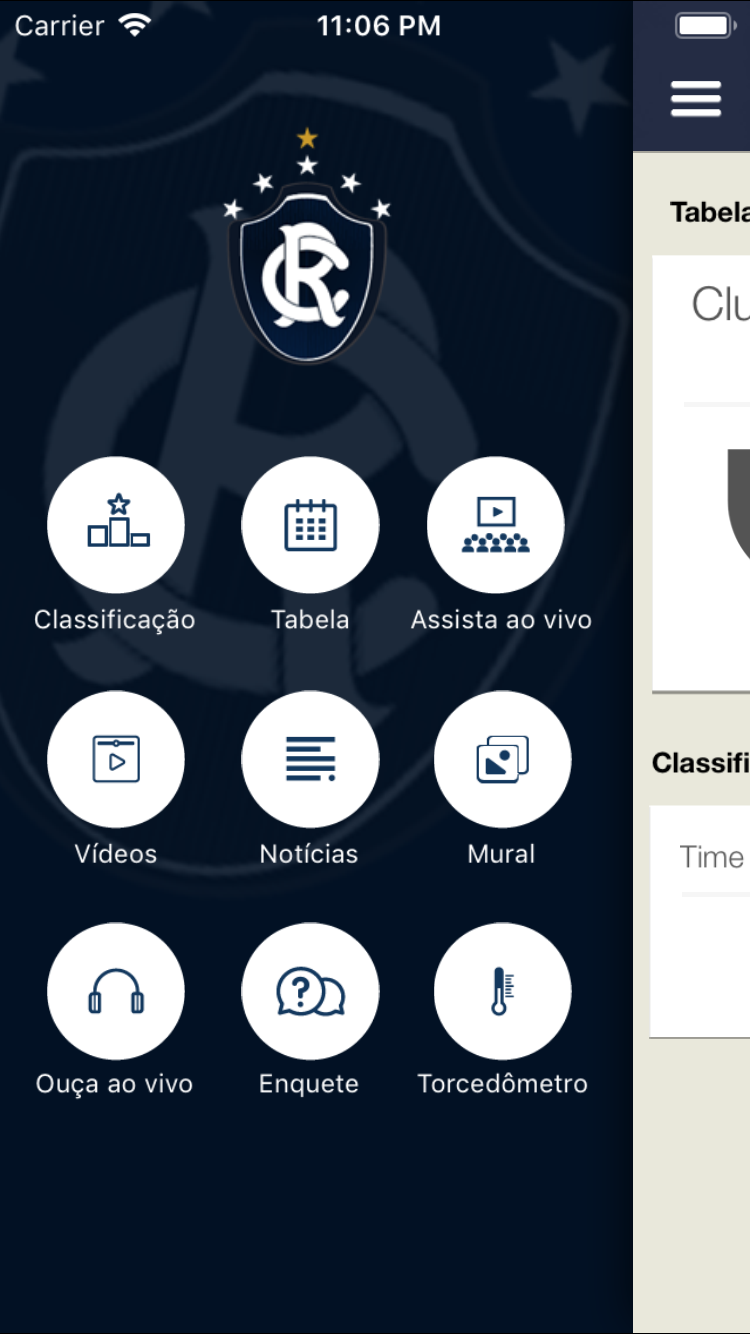 Carrier 11:06 PM
Tabela
Clu
Classificação Tabela Assista ao vivo
Vídeos Notícias Mural
Classifi
Time
Ouça ao vivo Enquete Torcedômetro